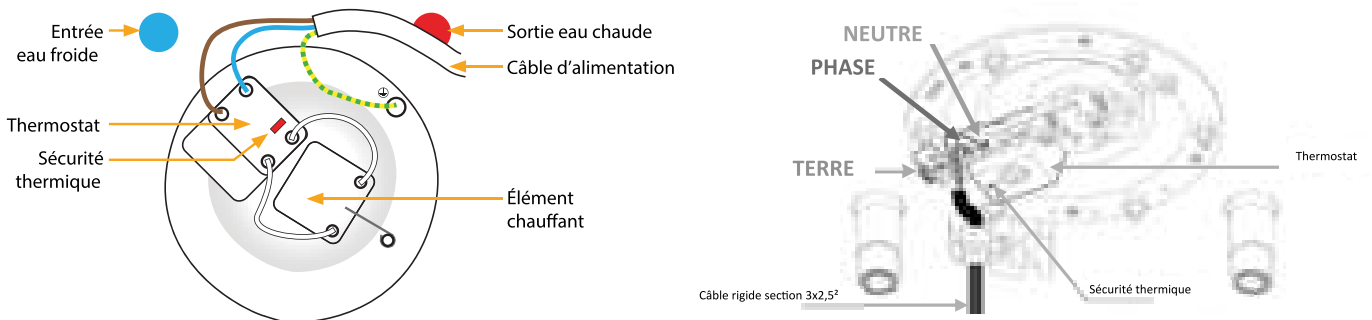 Entrée
eau froide
Sortie eau chaude
Câble d'alimentation
Thermostat
Sécurité
thermique
Élément
chauffant
NEUTRE
PHASE
TERRE
Thermostat
Sécurité thermique
Câble rigide section 3x2,5²